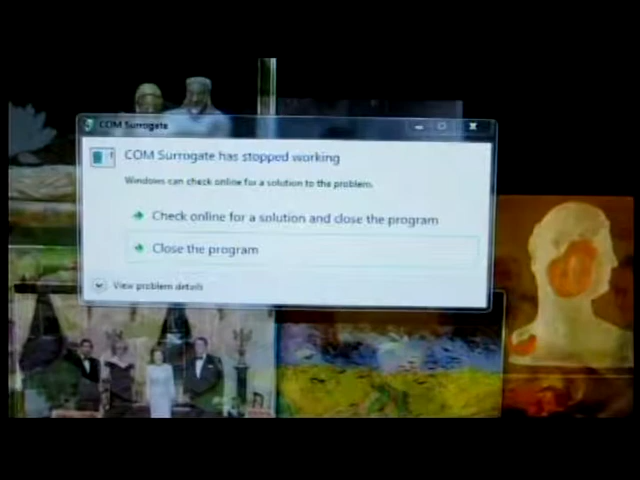 COM Surrogate
COM Surrogate has stopped working
Windows can check online for a solution to the problem.
Check online for a solution and close the program
Close the program
View problem details